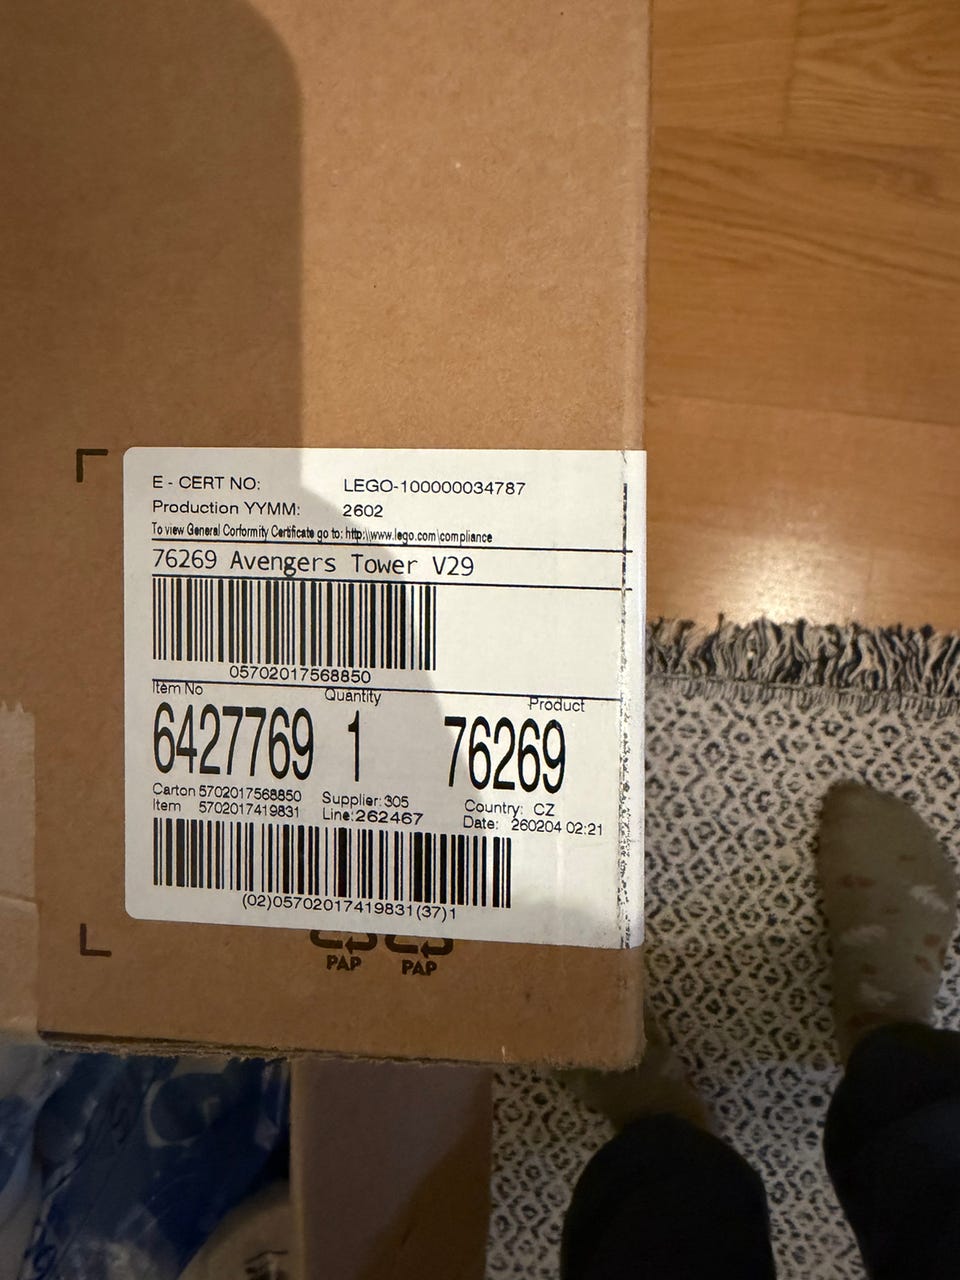 E - CERT NO: LEGO-100000034787
Production YYMM: 2602
To view General Corformity Certificate go to: http:\\www.lego.com\compliance
76269 Avengers Tower V29
05702017568850
Item No Quantity Product
6427769 1 76269
Carton 5702017568850 Supplier: 305 Country: CZ
Item 5702017419831 Line: 262467 Date: 260204 02:21
(02)05702017419831(37)1
PAP PAP